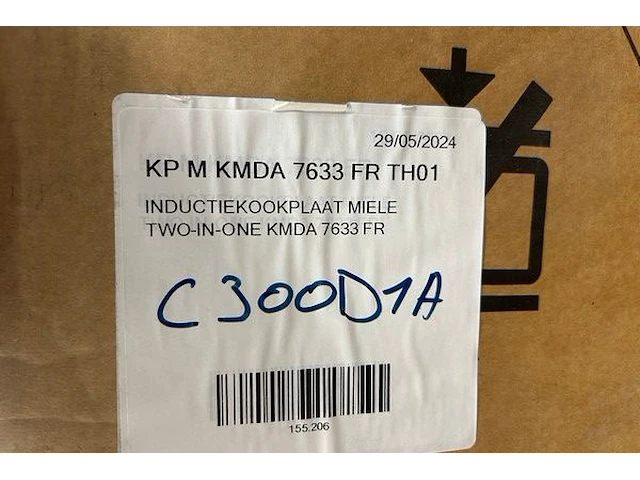 29/05/2024
KP M KMDA 7633 FR TH01
INDUCTIEKOOKPLAAT MIELE
TWO-IN-ONE KMDA 7633 FR
C300D1A
155.206